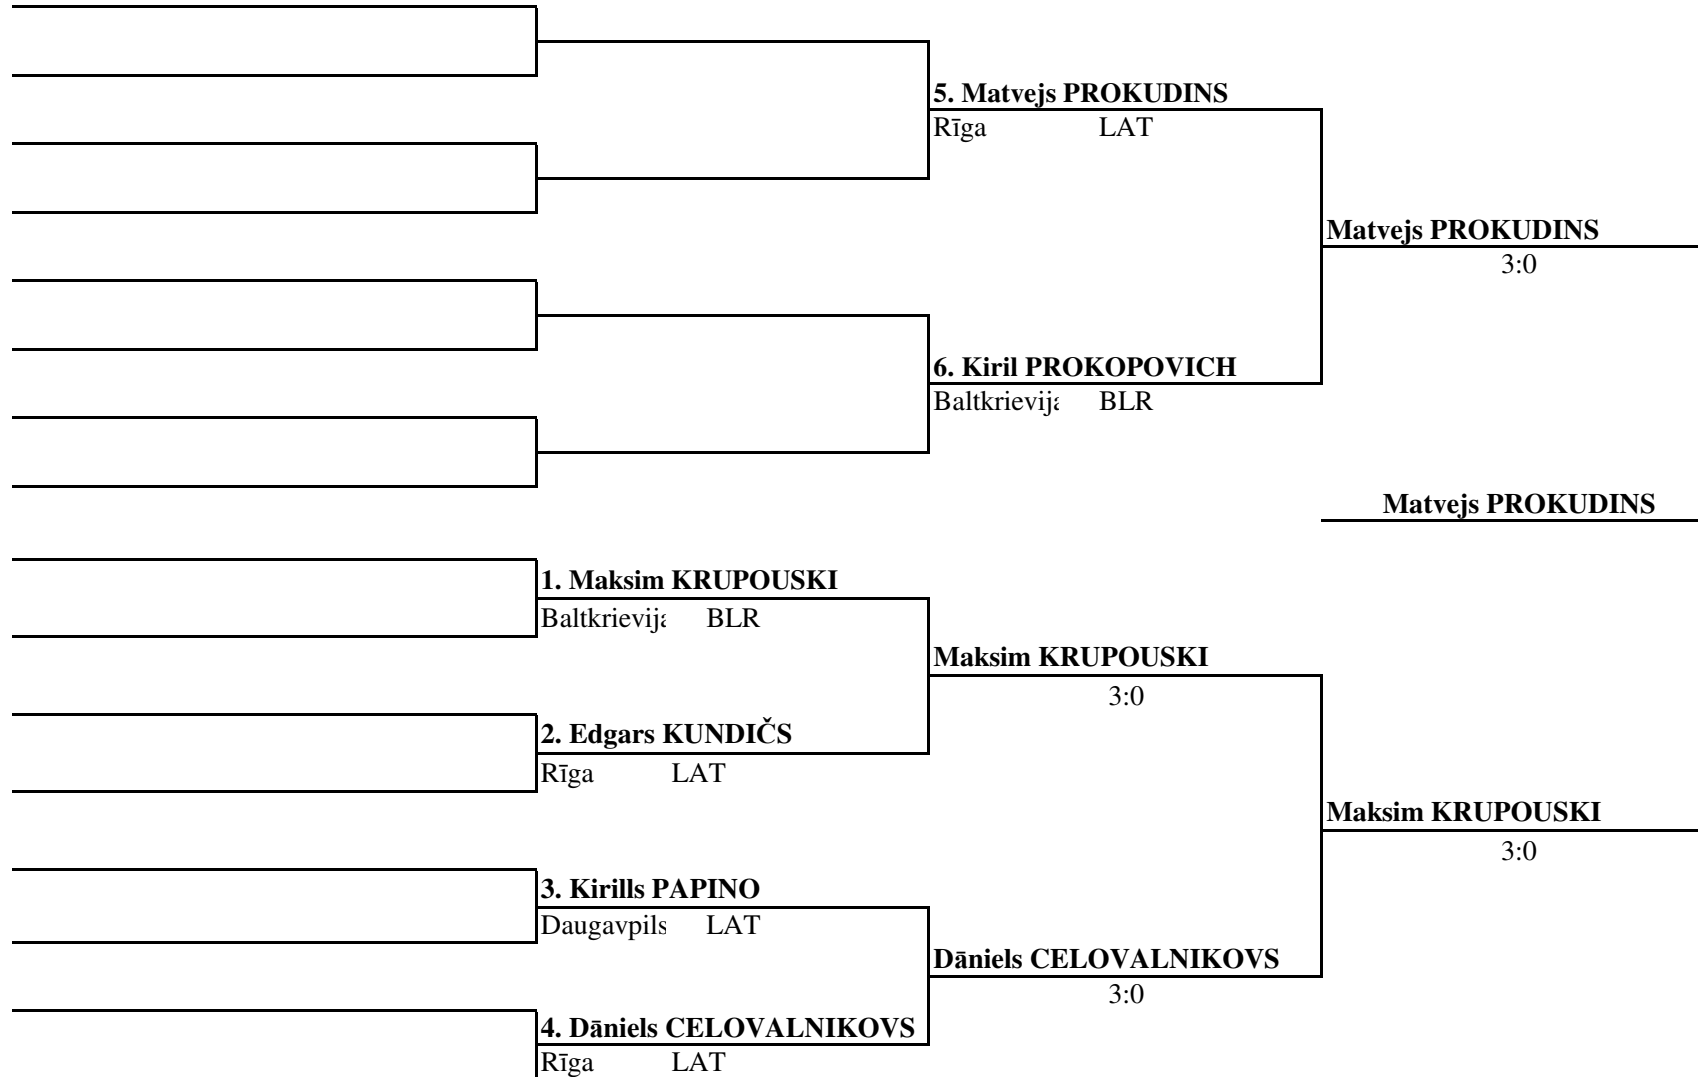 5. Matvejs PROKUDINS
Rīga LAT
Matvejs PROKUDINS
3:0
6. Kiril PROKOPOVICH
Baltkrievija BLR
Matvejs PROKUDINS
1. Maksim KRUPOUSKI
Baltkrievija BLR
Maksim KRUPOUSKI
3:0
2. Edgars KUNDIČS
Rīga LAT
Maksim KRUPOUSKI
3:0
3. Kirills PAPINO
Daugavpils LAT
Dāniels CELOVALNIKOVS
3:0
4. Dāniels CELOVALNIKOVS
Rīga LAT